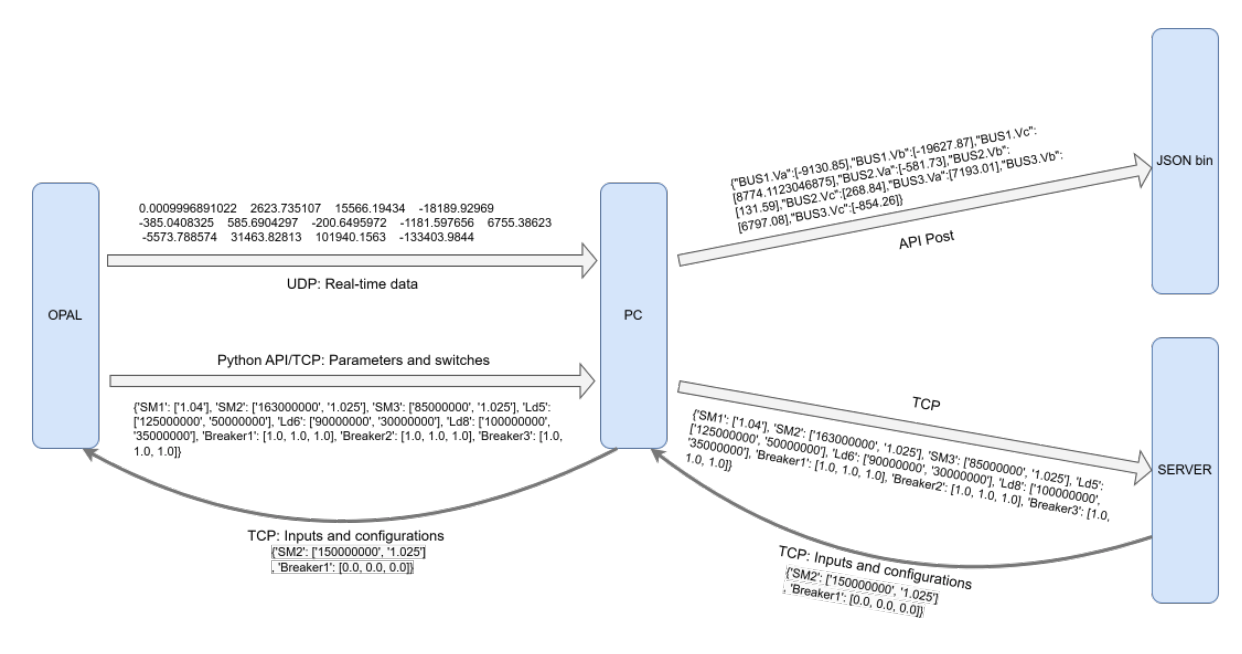 {"BUS1.Va":[-9130.85],"BUS1.Vb":[-19627.87],"BUS1.Vc":
[8774.1123046875],"BUS2.Va":[-581.73],"BUS2.Vb":
[131.59],"BUS2.Vc":[268.84],"BUS3.Va":[7193.01],"BUS3.Vb":
[6797.08],"BUS3.Vc":[-854.26]}
API Post
JSON bin
0.0009996891022 2623.735107 15566.19434 -18189.92969
-385.0408325 585.6904297 -200.6495972 -1181.597656 6755.38623
-5573.788574 31463.82813 101940.1563 -133403.9844
UDP: Real-time data
OPAL
PC
Python API/TCP: Parameters and switches
{'SM1': ['1.04'], 'SM2': ['163000000', '1.025'], 'SM3': ['85000000', '1.025'], 'Ld5':
['125000000', '50000000'], 'Ld6': ['90000000', '30000000'], 'Ld8': ['100000000',
'35000000'], 'Breaker1': [1.0, 1.0, 1.0], 'Breaker2': [1.0, 1.0, 1.0], 'Breaker3': [1.0,
1.0, 1.0]}
TCP
{'SM1': ['1.04'], 'SM2': ['163000000', '1.025'], 'SM3': ['85000000', '1.025'], 'Ld5':
['125000000', '50000000'], 'Ld6': ['90000000', '30000000'], 'Ld8': ['100000000',
'35000000'], 'Breaker1': [1.0, 1.0, 1.0], 'Breaker2': [1.0, 1.0, 1.0], 'Breaker3': [1.0,
1.0, 1.0]}
SERVER
TCP: Inputs and configurations
{'SM2': ['150000000', '1.025']
, 'Breaker1': [0.0, 0.0, 0.0]}
TCP: Inputs and configurations
{'SM2': ['150000000', '1.025']
, 'Breaker1': [0.0, 0.0, 0.0]}